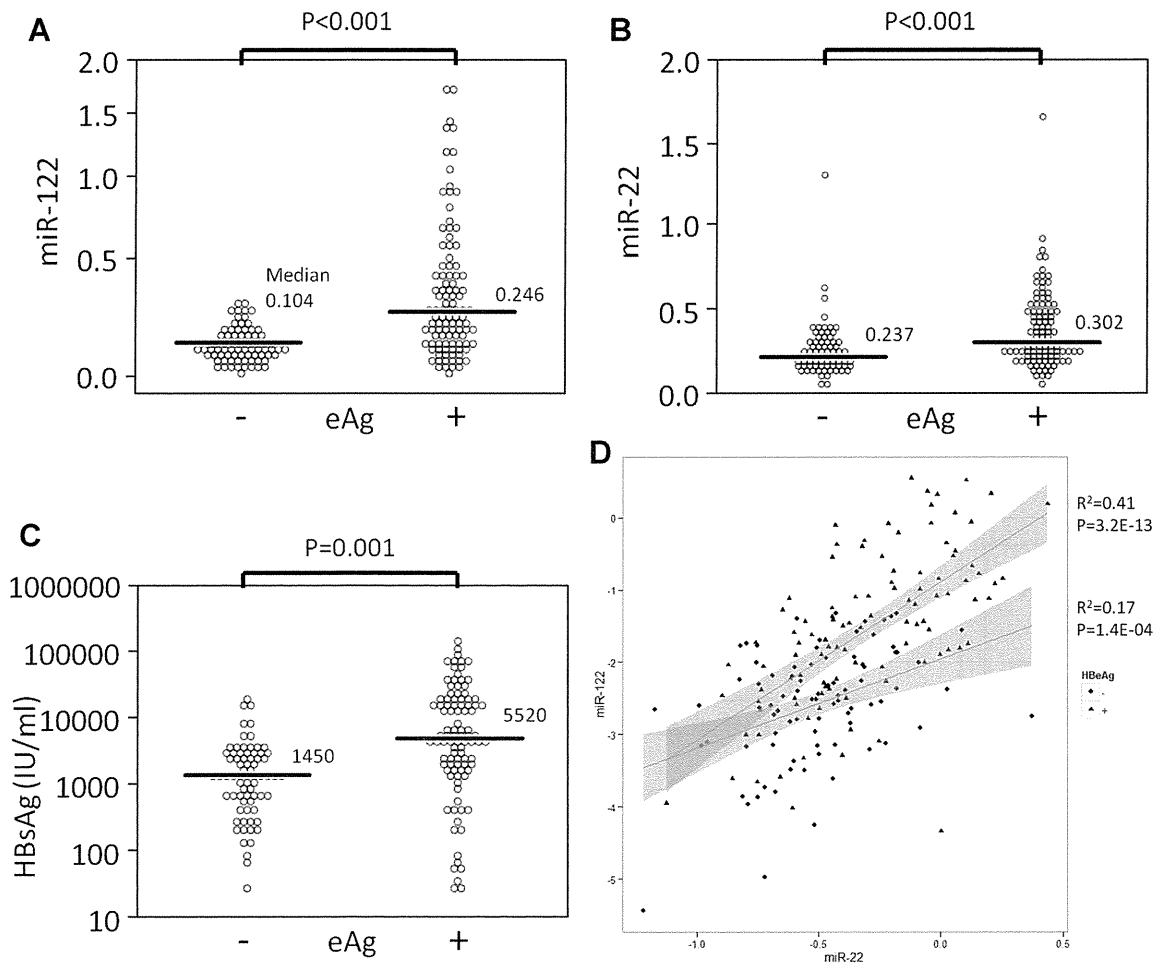 A
P<0.001
2.0
1.5
1.0
0.5
0.0
miR-122
Median
0.104
0.246
- eAg +
B
P<0.001
2.0
1.5
1.0
0.5
0.0
miR-22
0.237
0.302
- eAg +
C
P=0.001
1000000
100000
10000
1000
100
10
HBsAg (IU/ml)
1450
5520
- eAg +
D
0
-1
-2
-3
-4
-5
miR-122
-1.0 -0.5 0.0 0.5
miR-22
R²=0.41
P=3.2E-13
R²=0.17
P=1.4E-04
HBeAg
-
+